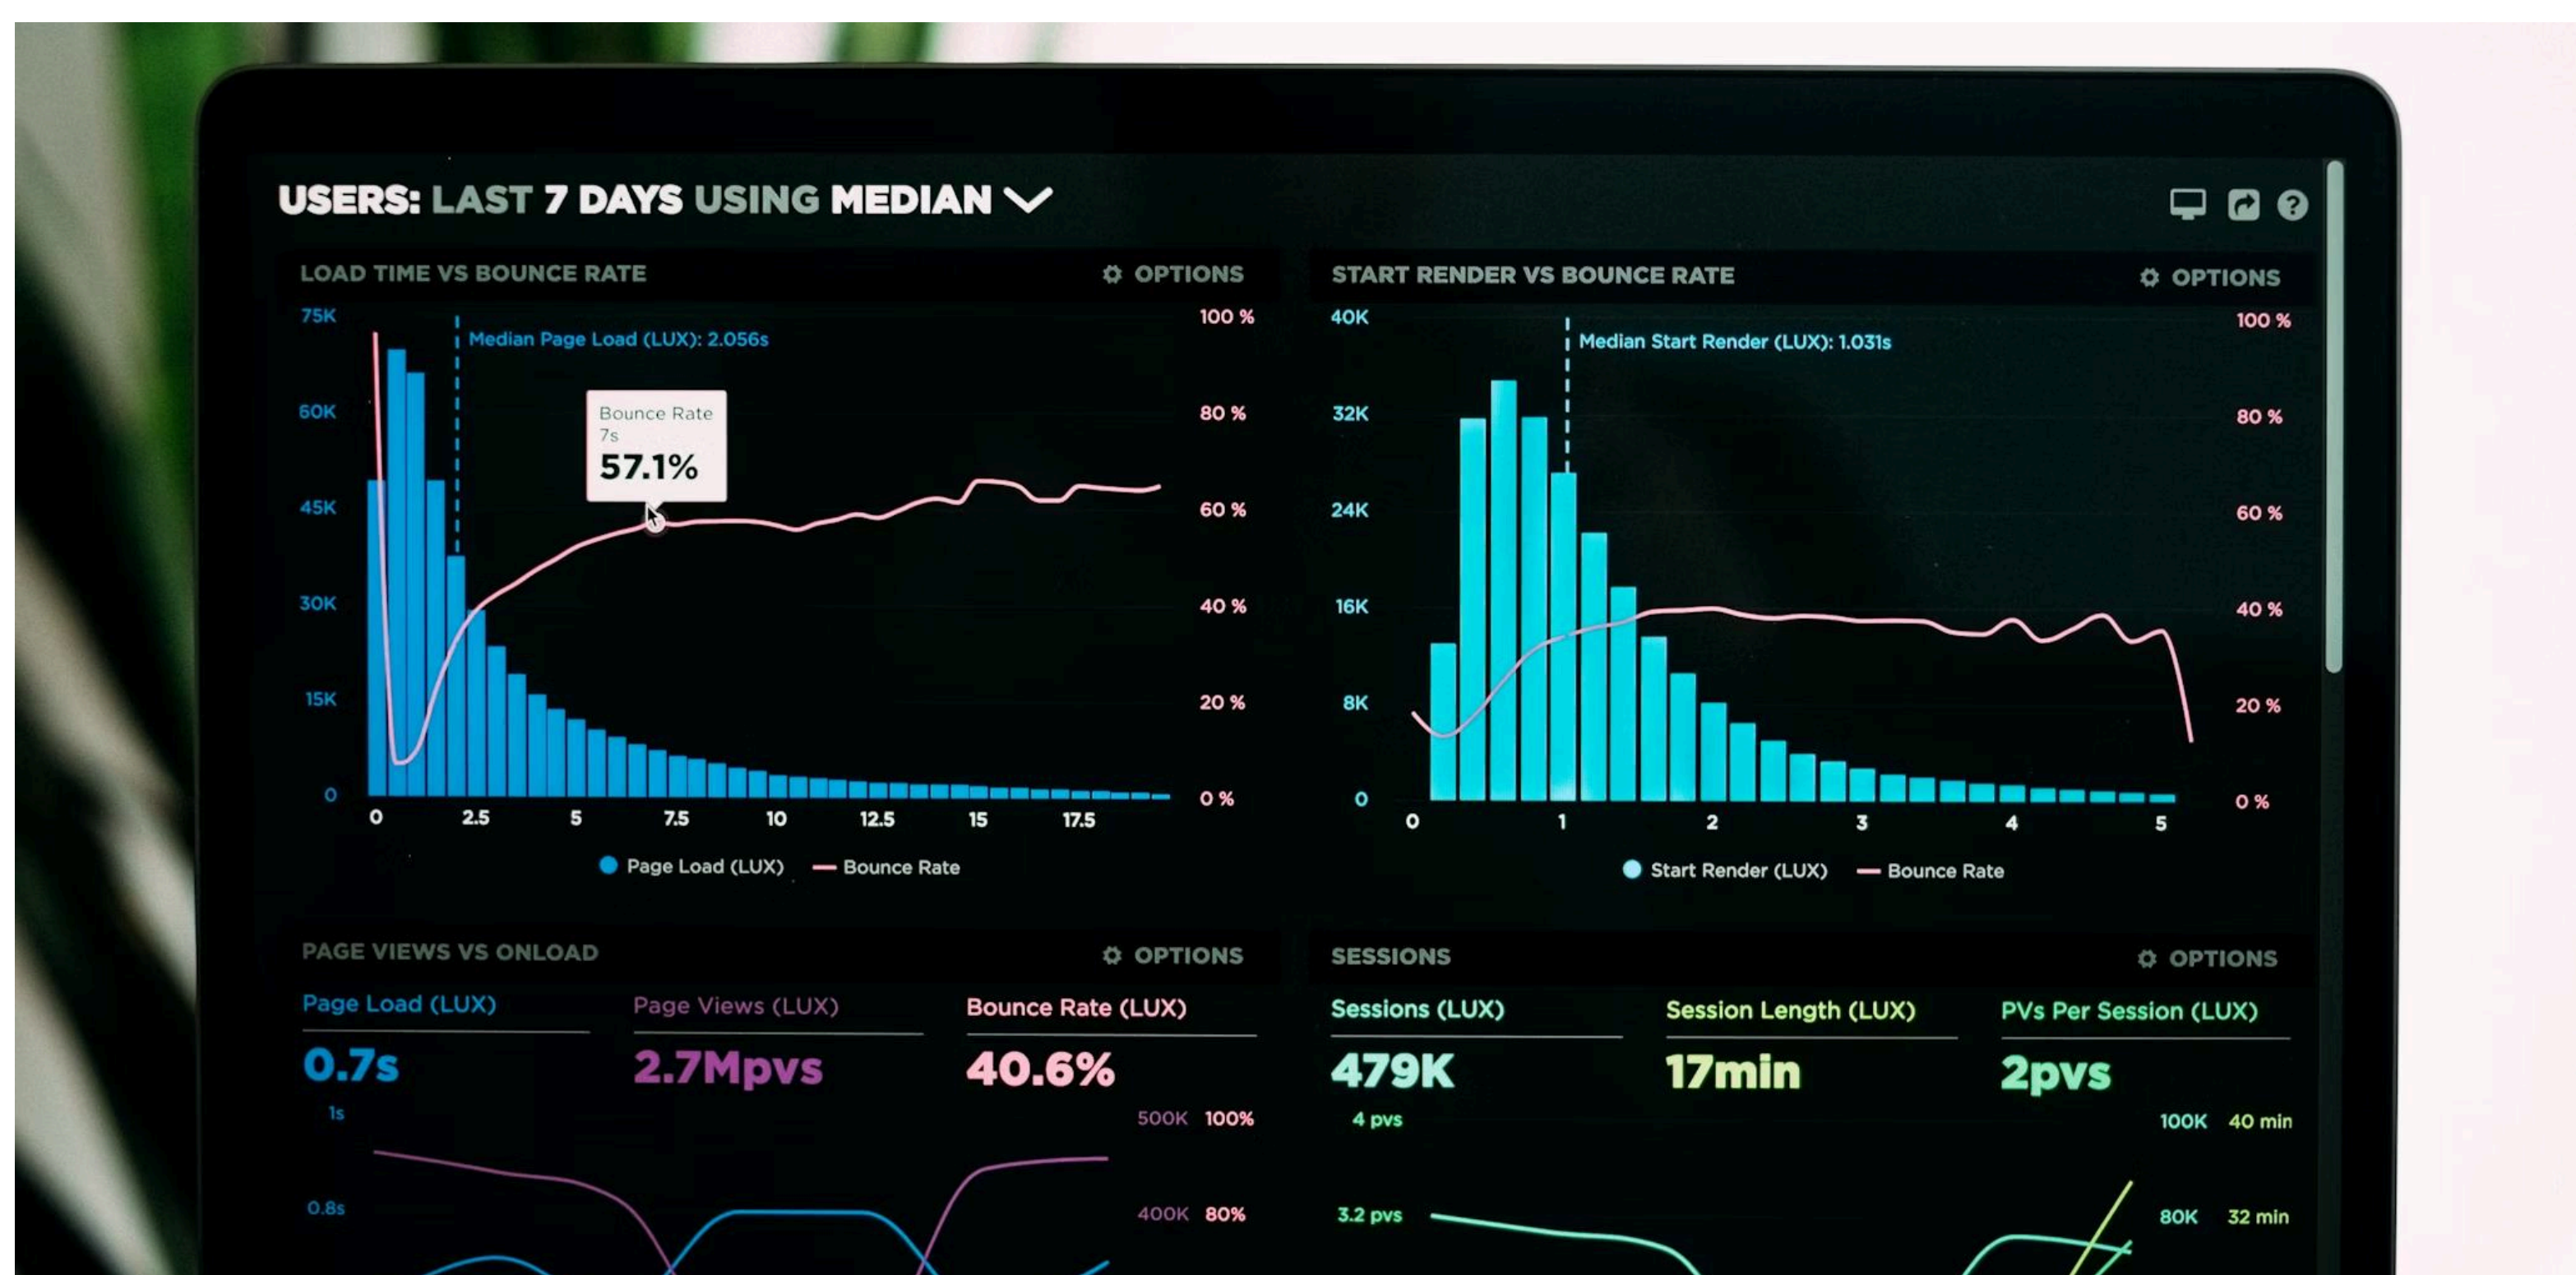 USERS: LAST 7 DAYS USING MEDIAN
LOAD TIME VS BOUNCE RATE
OPTIONS
75K
60K
45K
30K
15K
0
Median Page Load (LUX): 2.056s
Bounce Rate
7s
57.1%
100 %
80 %
60 %
40 %
20 %
0 %
0 2.5 5 7.5 10 12.5 15 17.5
Page Load (LUX) Bounce Rate
START RENDER VS BOUNCE RATE
OPTIONS
40K
32K
24K
16K
8K
0
Median Start Render (LUX): 1.031s
100 %
80 %
60 %
40 %
20 %
0 %
0 1 2 3 4 5
Start Render (LUX) Bounce Rate
PAGE VIEWS VS ONLOAD
OPTIONS
Page Load (LUX)
0.7s
Page Views (LUX)
2.7Mpvs
Bounce Rate (LUX)
40.6%
1s
0.8s
500K 100%
400K 80%
SESSIONS
OPTIONS
Sessions (LUX)
479K
Session Length (LUX)
17min
PVs Per Session (LUX)
2pvs
4 pvs
3.2 pvs
100K 40 min
80K 32 min